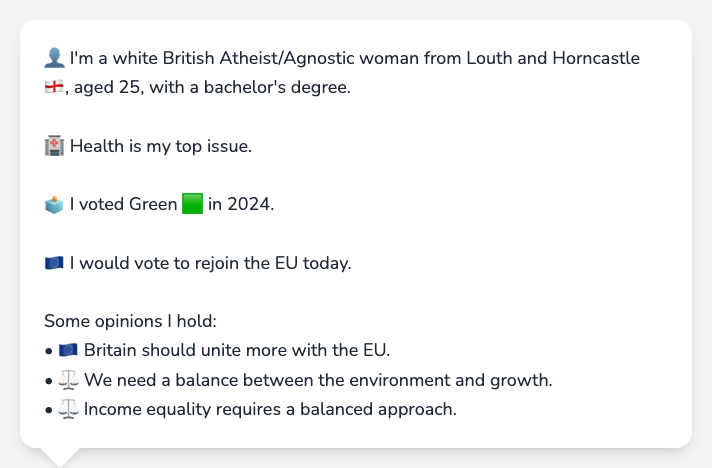 👤 I'm a white British Atheist/Agnostic woman from Louth and Horncastle
🏴󠁧󠁢󠁥󠁮󠁧󠁿, aged 25, with a bachelor's degree.
🏥 Health is my top issue.
🗳️ I voted Green 🟩 in 2024.
🇪🇺 I would vote to rejoin the EU today.
Some opinions I hold:
• 🇪🇺 Britain should unite more with the EU.
• ⚖️ We need a balance between the environment and growth.
• ⚖️ Income equality requires a balanced approach.